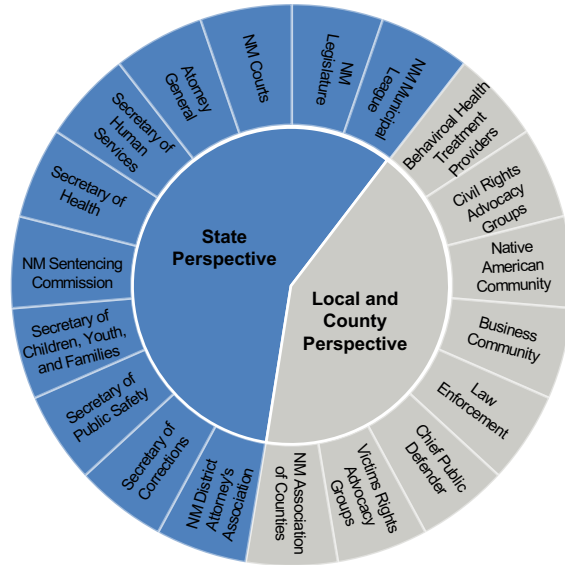 State
Perspective
Local and
County
Perspective
NM Municipal
League
Behaviroal Health
Treatment
Providers
Civil Rights
Advocacy
Groups
Native
American
Community
Business
Community
Law
Enforcement
Chief Public
Defender
Victims Rights
Advocacy
Groups
NM Association
of Counties
NM District
Attorney's
Association
Secretary of
Corrections
Secretary of
Public Safety
Secretary of
Children, Youth,
and Families
NM Sentencing
Commission
Secretary of
Health
Secretary of
Human
Services
Atorney
General
NM Courts
NM
Legislature